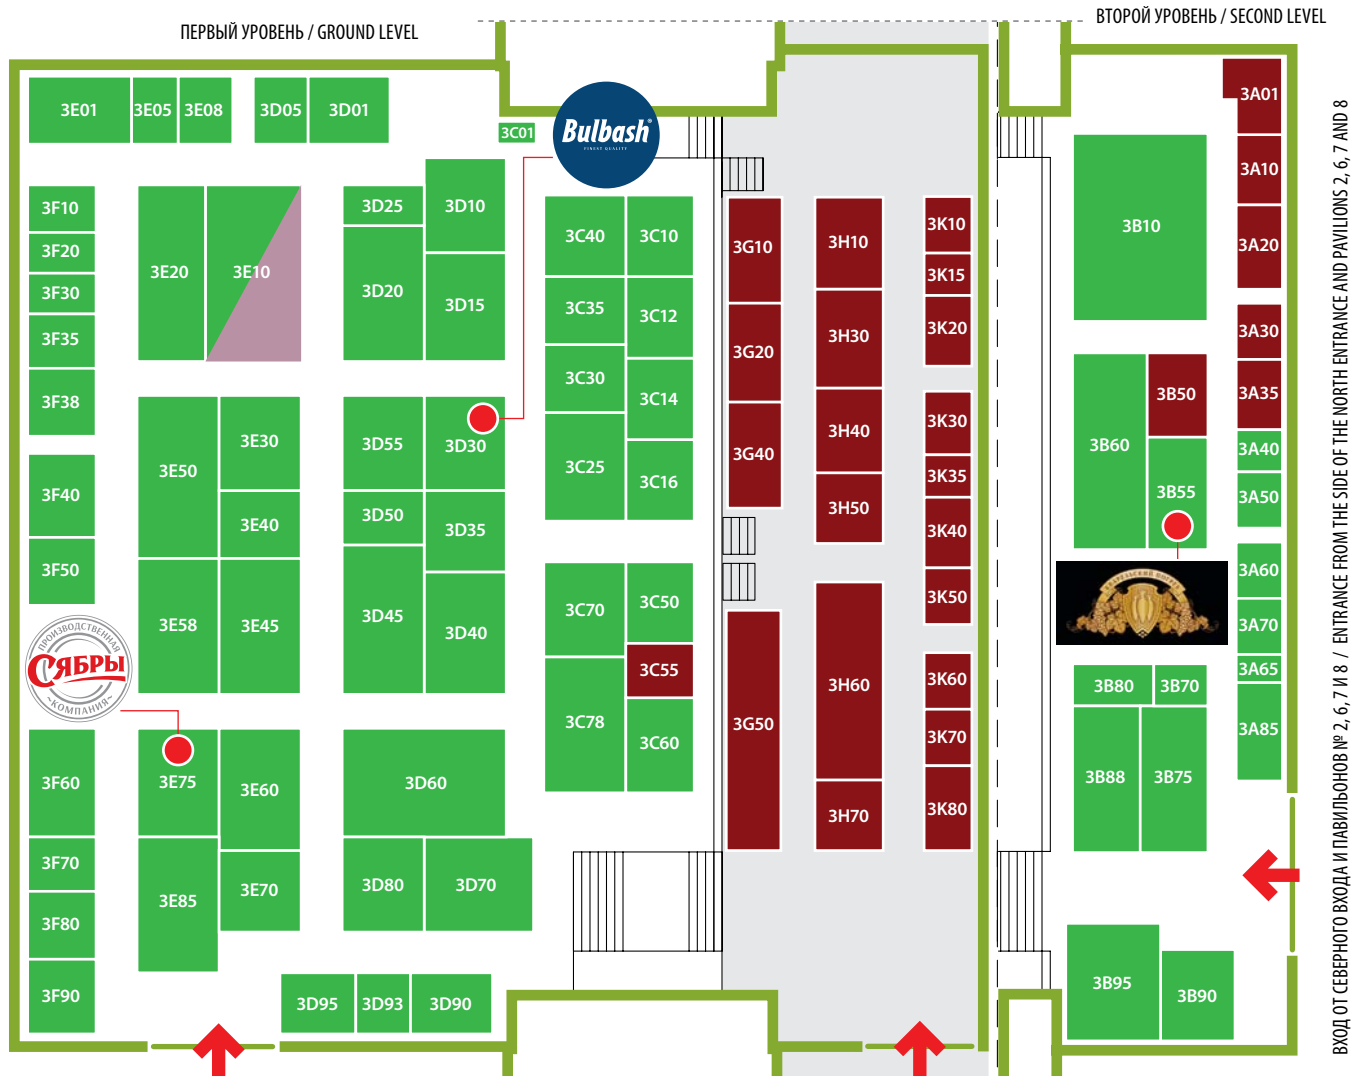 ПЕРВЫЙ УРОВЕНЬ / GROUND LEVEL
ВТОРОЙ УРОВЕНЬ / SECOND LEVEL
3E01
3E05
3E08
3D05
3D01
3C01
Bulbash®
FINEST QUALITY
3F10
3F20
3F30
3F35
3F38
3F40
3F50
3E20
3E10
3D25
3D10
3D20
3D15
3C40
3C10
3C35
3C12
3C30
3C14
3C25
3C16
3E50
3E30
3E40
3E58
3E45
3D55
3D30
3D50
3D35
3D45
3D40
3C70
3C50
3C55
3C78
3C60
ПРОИЗВОДСТВЕННАЯ
СЯБРЫ
~КОМПАНИЯ~
3F60
3F70
3F80
3F90
3E75
3E60
3E85
3E70
3D60
3D80
3D70
3D95
3D93
3D90
3G10
3G20
3G40
3G50
3H10
3H30
3H40
3H50
3H60
3H70
3K10
3K15
3K20
3K30
3K35
3K40
3K50
3K60
3K70
3K80
3B10
3B60
3B50
3B55
3B80
3B70
3B88
3B75
3B95
3B90
3A01
3A10
3A20
3A30
3A35
3A40
3A50
3A60
3A70
3A65
3A85
ВХОД ОТ СЕВЕРНОГО ВХОДА И ПАВИЛЬОНОВ № 2, 6, 7 И 8 / ENTRANCE FROM THE SIDE OF THE NORTH ENTRANCE AND PAVILIONS 2, 6, 7 AND 8